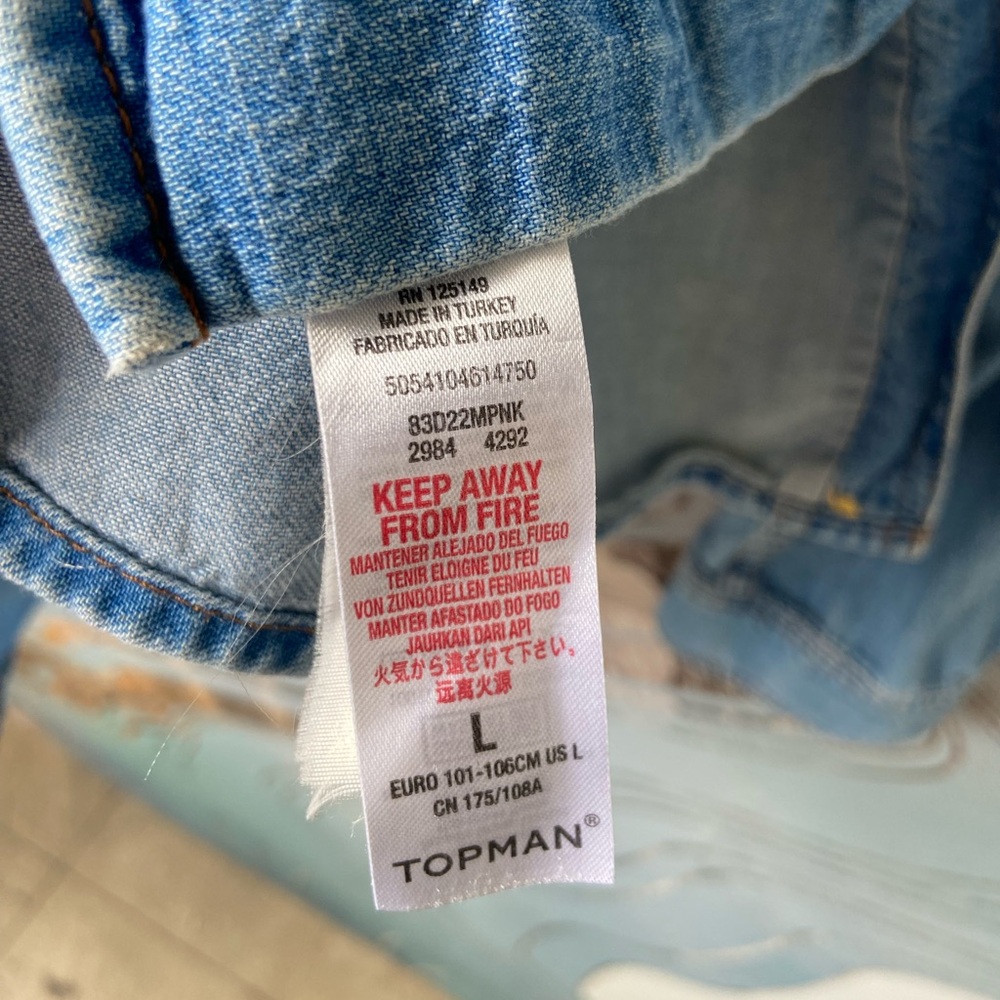 RN 125149
MADE IN TURKEY
FABRICADO EN TURQUÍA
5054104614750
83D22MPNK
2984 4292
KEEP AWAY
FROM FIRE
MANTENER ALEJADO DEL FUEGO
TENIR ELOIGNE DU FEU
VON ZUNDQUELLEN FERNHALTEN
MANTER AFASTADO DO FOGO
JAUHKAN DARI API
火気から遠ざけて下さい。
远离火源
L
EURO 101-106CM US L
CN 175/108A
TOPMAN®